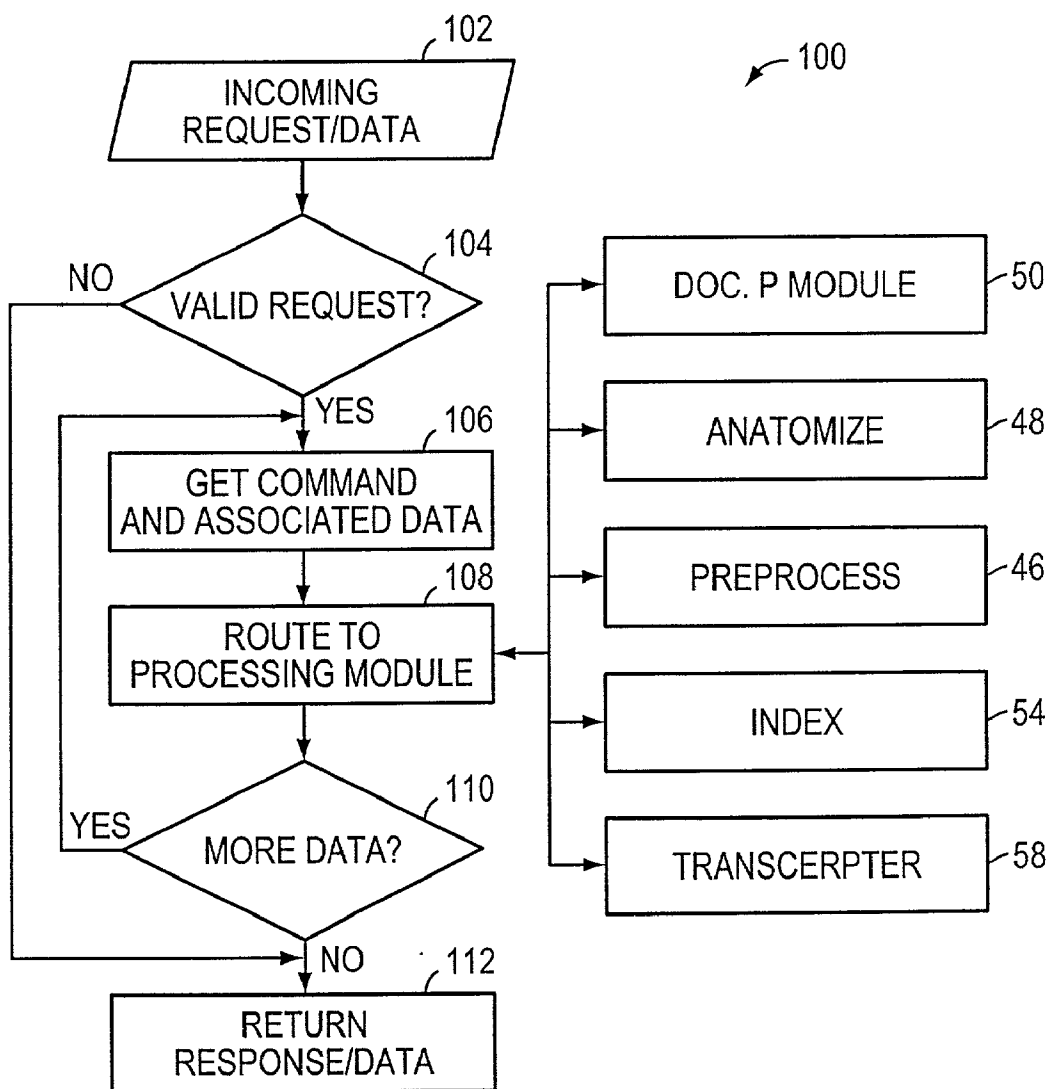 102
100
INCOMING
REQUEST/DATA
104
NO
VALID REQUEST?
YES
106
GET COMMAND
AND ASSOCIATED DATA
108
ROUTE TO
PROCESSING MODULE
110
YES
MORE DATA?
NO
112
RETURN
RESPONSE/DATA
DOC. P MODULE
50
ANATOMIZE
48
PREPROCESS
46
INDEX
54
TRANSCERPTER
58